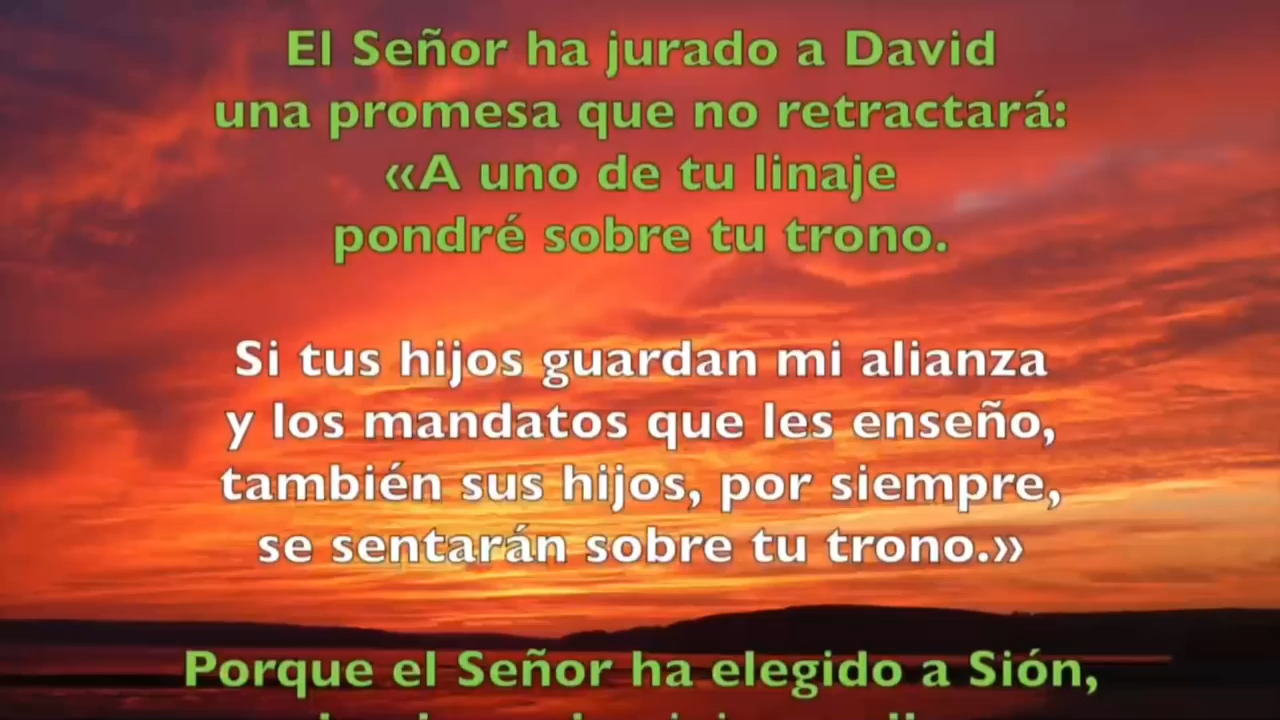 El Señor ha jurado a David
una promesa que no retractará:
«A uno de tu linaje
pondré sobre tu trono.
Si tus hijos guardan mi alianza
y los mandatos que les enseño,
también sus hijos, por siempre,
se sentarán sobre tu trono.»
Porque el Señor ha elegido a Sión,